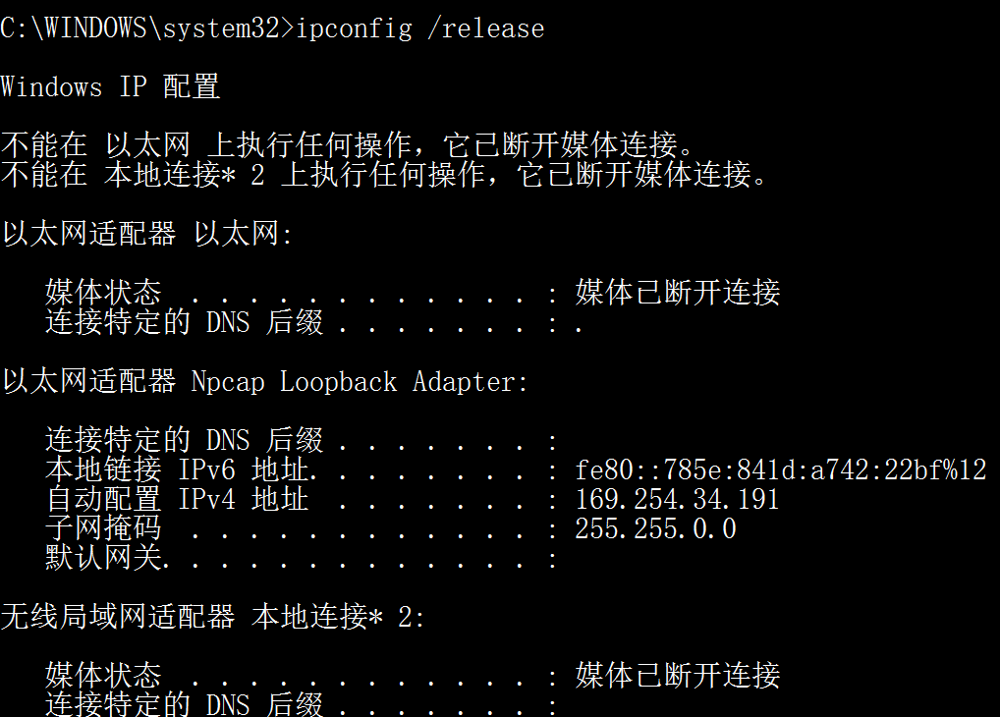 C:\WINDOWS\system32>ipconfig /release
Windows IP 配置
不能在 以太网 上执行任何操作，它已断开媒体连接。
不能在 本地连接* 2 上执行任何操作，它已断开媒体连接。
以太网适配器 以太网:
媒体状态 . . . . . . . . . . . . : 媒体已断开连接
连接特定的 DNS 后缀 . . . . . . . : .
以太网适配器 Npcap Loopback Adapter:
连接特定的 DNS 后缀 . . . . . . . :
本地链接 IPv6 地址. . . . . . . . : fe80::785e:841d:a742:22bf%12
自动配置 IPv4 地址 . . . . . . . : 169.254.34.191
子网掩码 . . . . . . . . . . . . : 255.255.0.0
默认网关. . . . . . . . . . . . . :
无线局域网适配器 本地连接* 2:
媒体状态 . . . . . . . . . . . . : 媒体已断开连接
连接特定的 DNS 后缀 . . . . . . . :